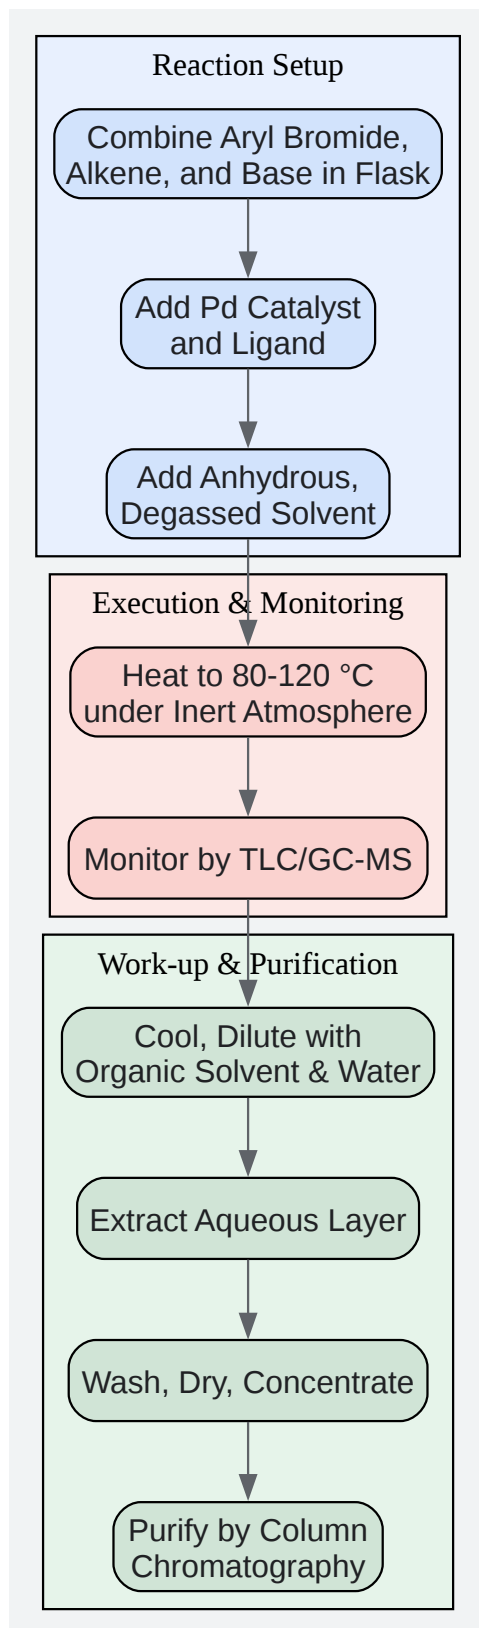 Reaction Setup
Combine Aryl Bromide,
Alkene, and Base in Flask
Add Pd Catalyst
and Ligand
Add Anhydrous,
Degassed Solvent
Execution & Monitoring
Heat to 80-120 °C
under Inert Atmosphere
Monitor by TLC/GC-MS
Work-up & Purification
Cool, Dilute with
Organic Solvent & Water
Extract Aqueous Layer
Wash, Dry, Concentrate
Purify by Column
Chromatography